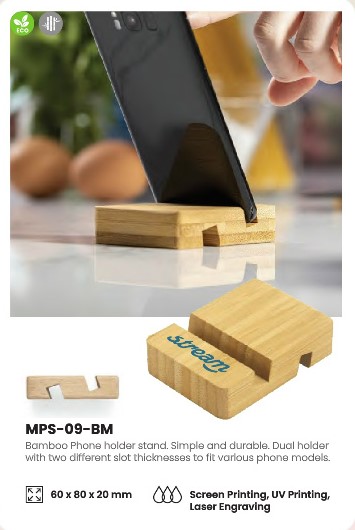 ECO
stream
MPS-09-BM
Bamboo Phone holder stand. Simple and durable. Dual holder
with two different slot thicknesses to fit various phone models.
60 x 80 x 20 mm
Screen Printing, UV Printing,
Laser Engraving